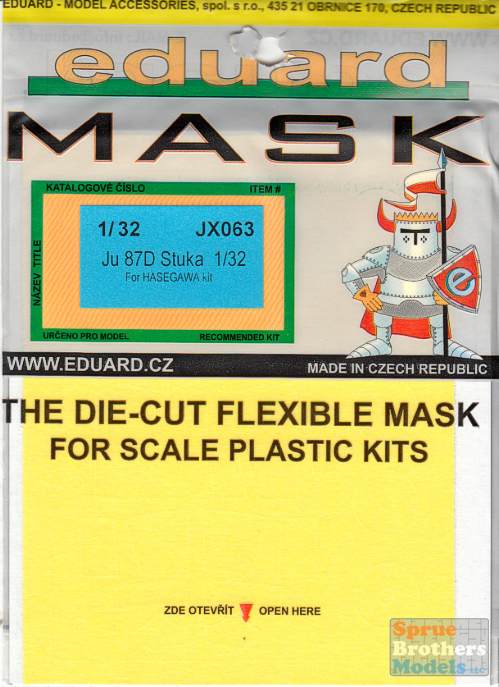 EDUARD - MODEL ACCESSORIES, spol. s r.o., 435 21 OBRNICE 170, CZECH REPUBLIC
eduard
MASK
KATALOGOVÉ ČÍSLO ITEM #
1/32 JX063
Ju 87D Stuka 1/32
For HASEGAWA kit
NÁZEV TITLE
URČENO PRO MODEL RECOMMENDED KIT
e
WWW.EDUARD.CZ MADE IN CZECH REPUBLIC
THE DIE-CUT FLEXIBLE MASK
FOR SCALE PLASTIC KITS
ZDE OTEVŘÍT OPEN HERE
Sprue
Brothers
Models LLC